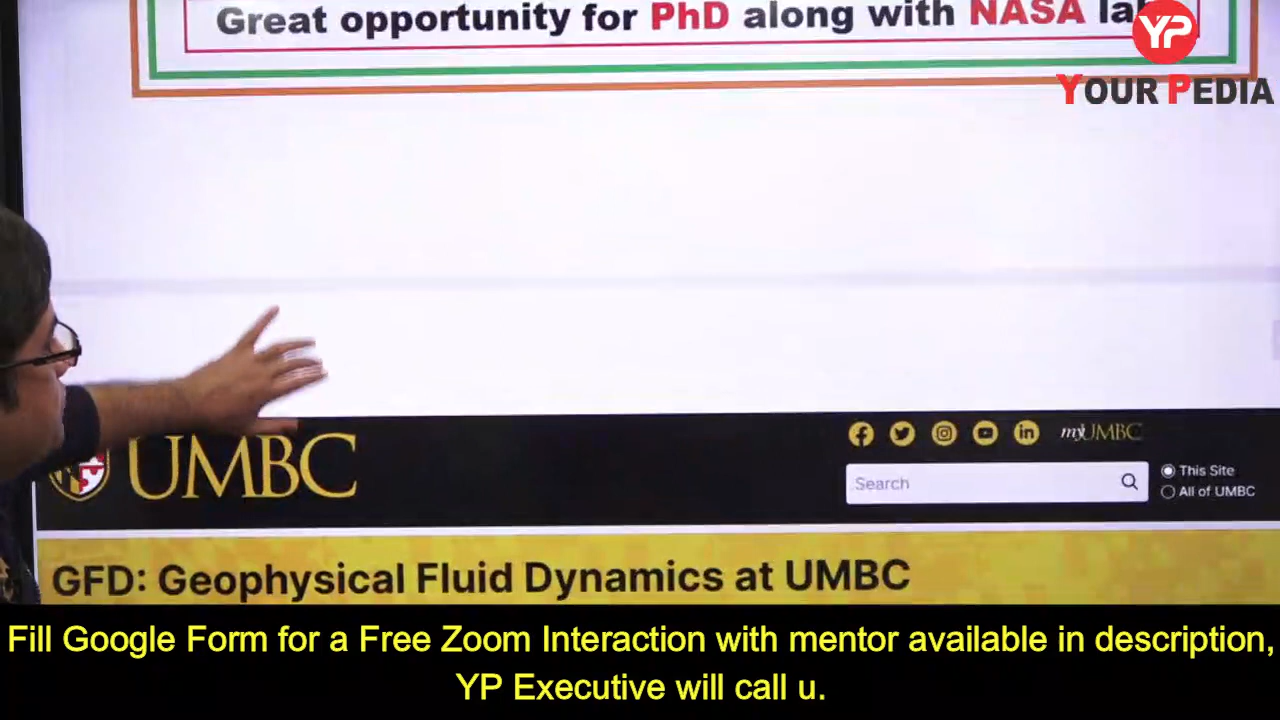 Great opportunity for PhD along with NASA
YP
YOUR PEDIA
UMBC
myUMBC
Search
This Site
All of UMBC
GFD: Geophysical Fluid Dynamics at UMBC
Fill Google Form for a Free Zoom Interaction with mentor available in description,
YP Executive will call u.